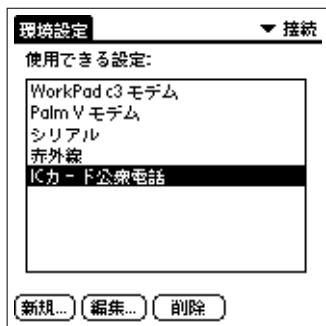 環境設定
▼ 接続
使用できる設定:
WorkPad c3 モデム
Palm V モデム
シリアル
赤外線
ICカード公衆電話
新規...
編集...
削除